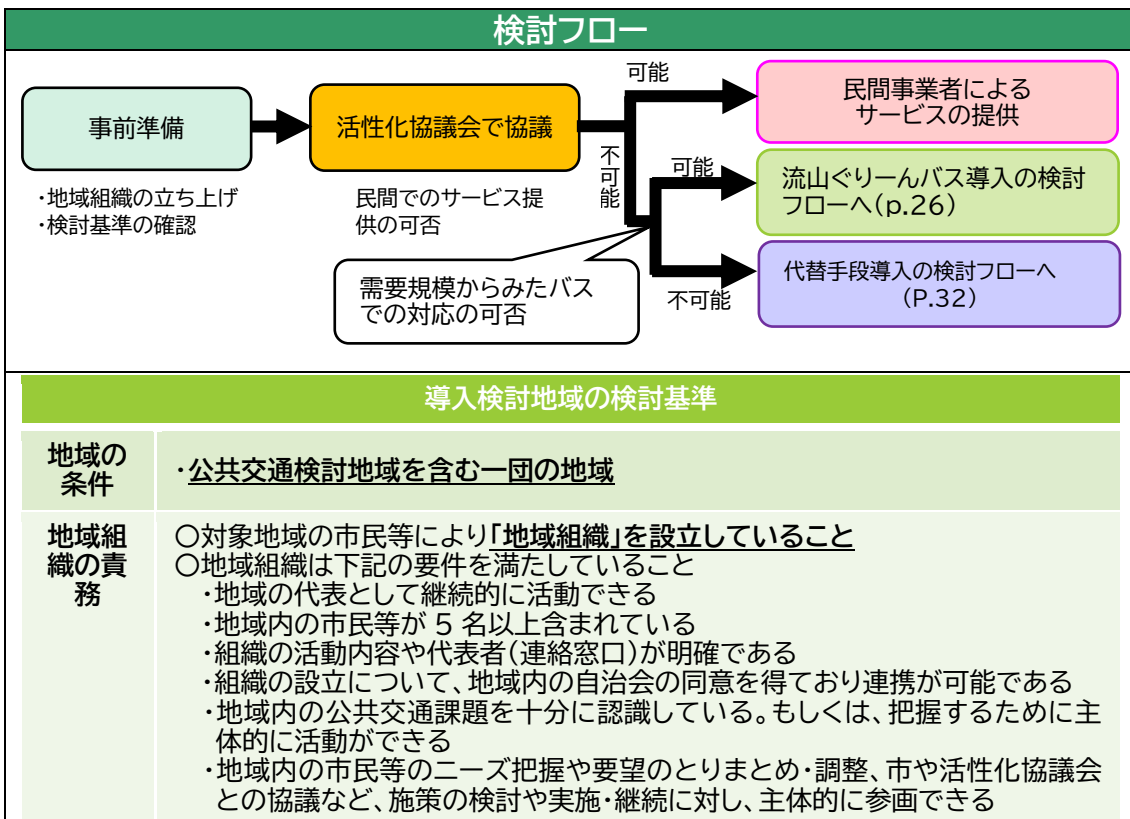 検討フロー
事前準備
・地域組織の立ち上げ
・検討基準の確認
活性化協議会で協議
民間でのサービス提
供の可否
可能
不可能
民間事業者による
サービスの提供
可能
流山ぐりーんバス導入の検討
フローへ(p.26)
不可能
代替手段導入の検討フローへ
(P.32)
需要規模からみたバス
での対応の可否
導入検討地域の検討基準
地域の
条件
・公共交通検討地域を含む一団の地域
地域組
織の責
務
〇対象地域の市民等により「地域組織」を設立していること
〇地域組織は下記の要件を満たしていること
・地域の代表として継続的に活動できる
・地域内の市民等が 5 名以上含まれている
・組織の活動内容や代表者(連絡窓口)が明確である
・組織の設立について、地域内の自治会の同意を得ており連携が可能である
・地域内の公共交通課題を十分に認識している。もしくは、把握するために主
体的に活動ができる
・地域内の市民等のニーズ把握や要望のとりまとめ・調整、市や活性化協議会
との協議など、施策の検討や実施・継続に対し、主体的に参画できる